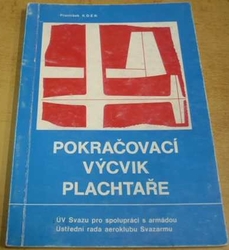 POKRAČOVACÍ
VÝCVIK
PLACHTAŘE
ÚV Svazu pro spolupráci s armádou
Ústřední rada aeroklubu Svazarmu